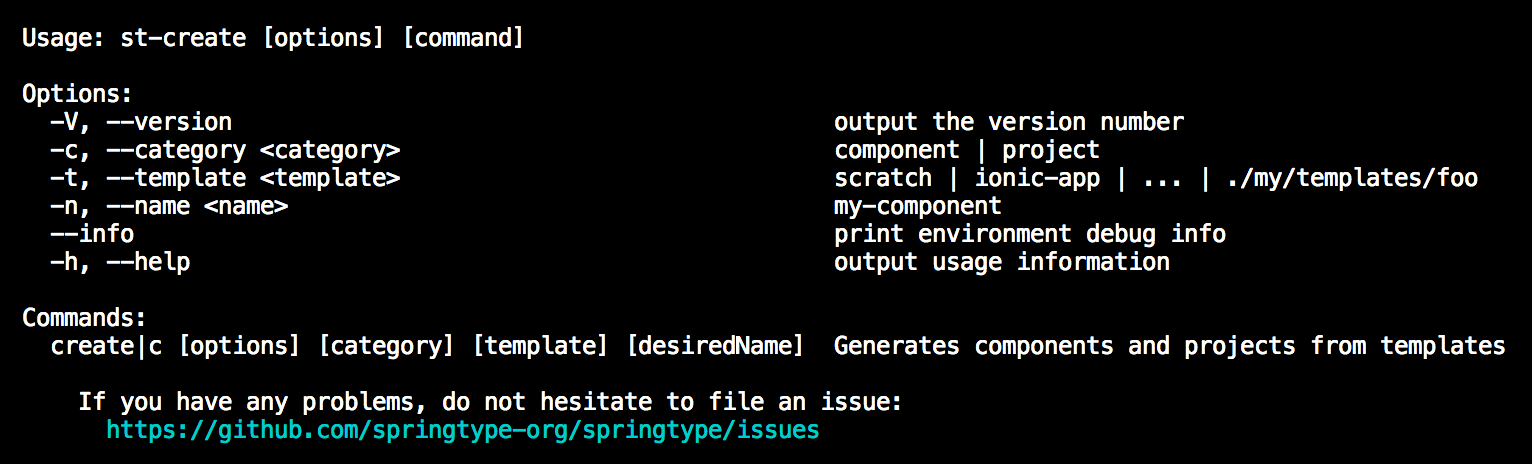 Usage: st-create [options] [command]
Options:
-V, --version output the version number
-c, --category <category> component | project
-t, --template <template> scratch | ionic-app | ... | ./my/templates/foo
-n, --name <name> my-component
--info print environment debug info
-h, --help output usage information
Commands:
create|c [options] [category] [template] [desiredName] Generates components and projects from templates
If you have any problems, do not hesitate to file an issue:
https://github.com/springtype-org/springtype/issues